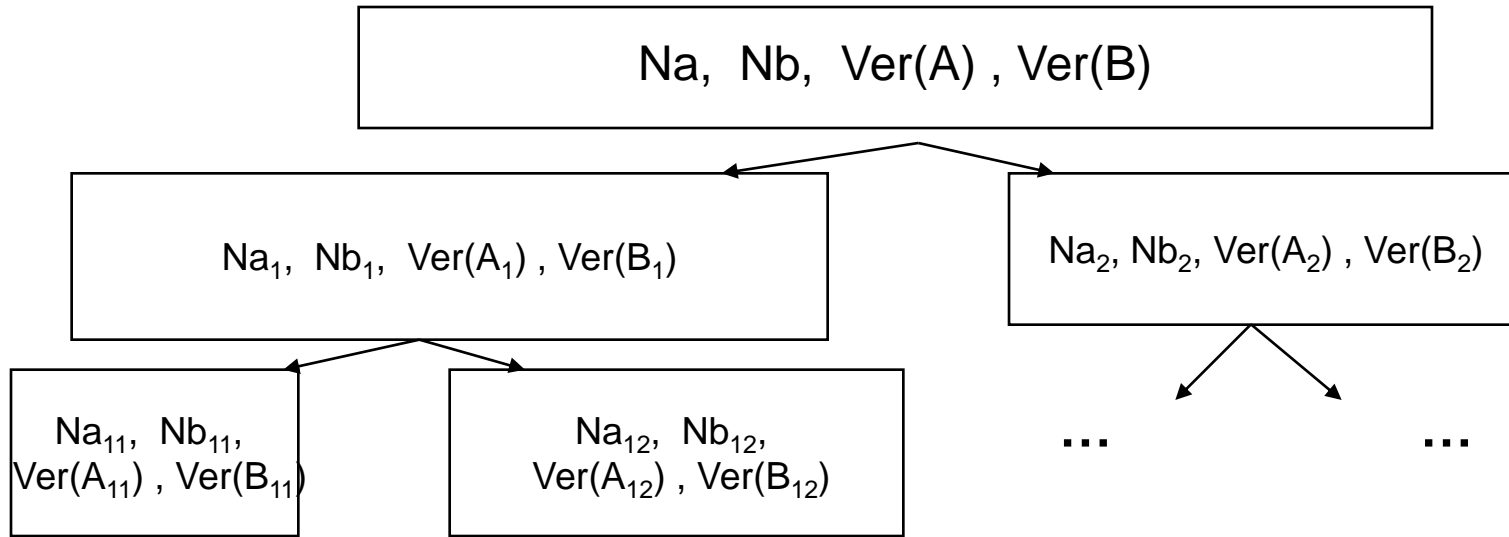 Na, Nb, Ver(A) , Ver(B)
Na₁, Nb₁, Ver(A₁) , Ver(B₁)
Na₂, Nb₂, Ver(A₂) , Ver(B₂)
Na₁₁, Nb₁₁,
Ver(A₁₁) , Ver(B₁₁)
Na₁₂, Nb₁₂,
Ver(A₁₂) , Ver(B₁₂)
...
...